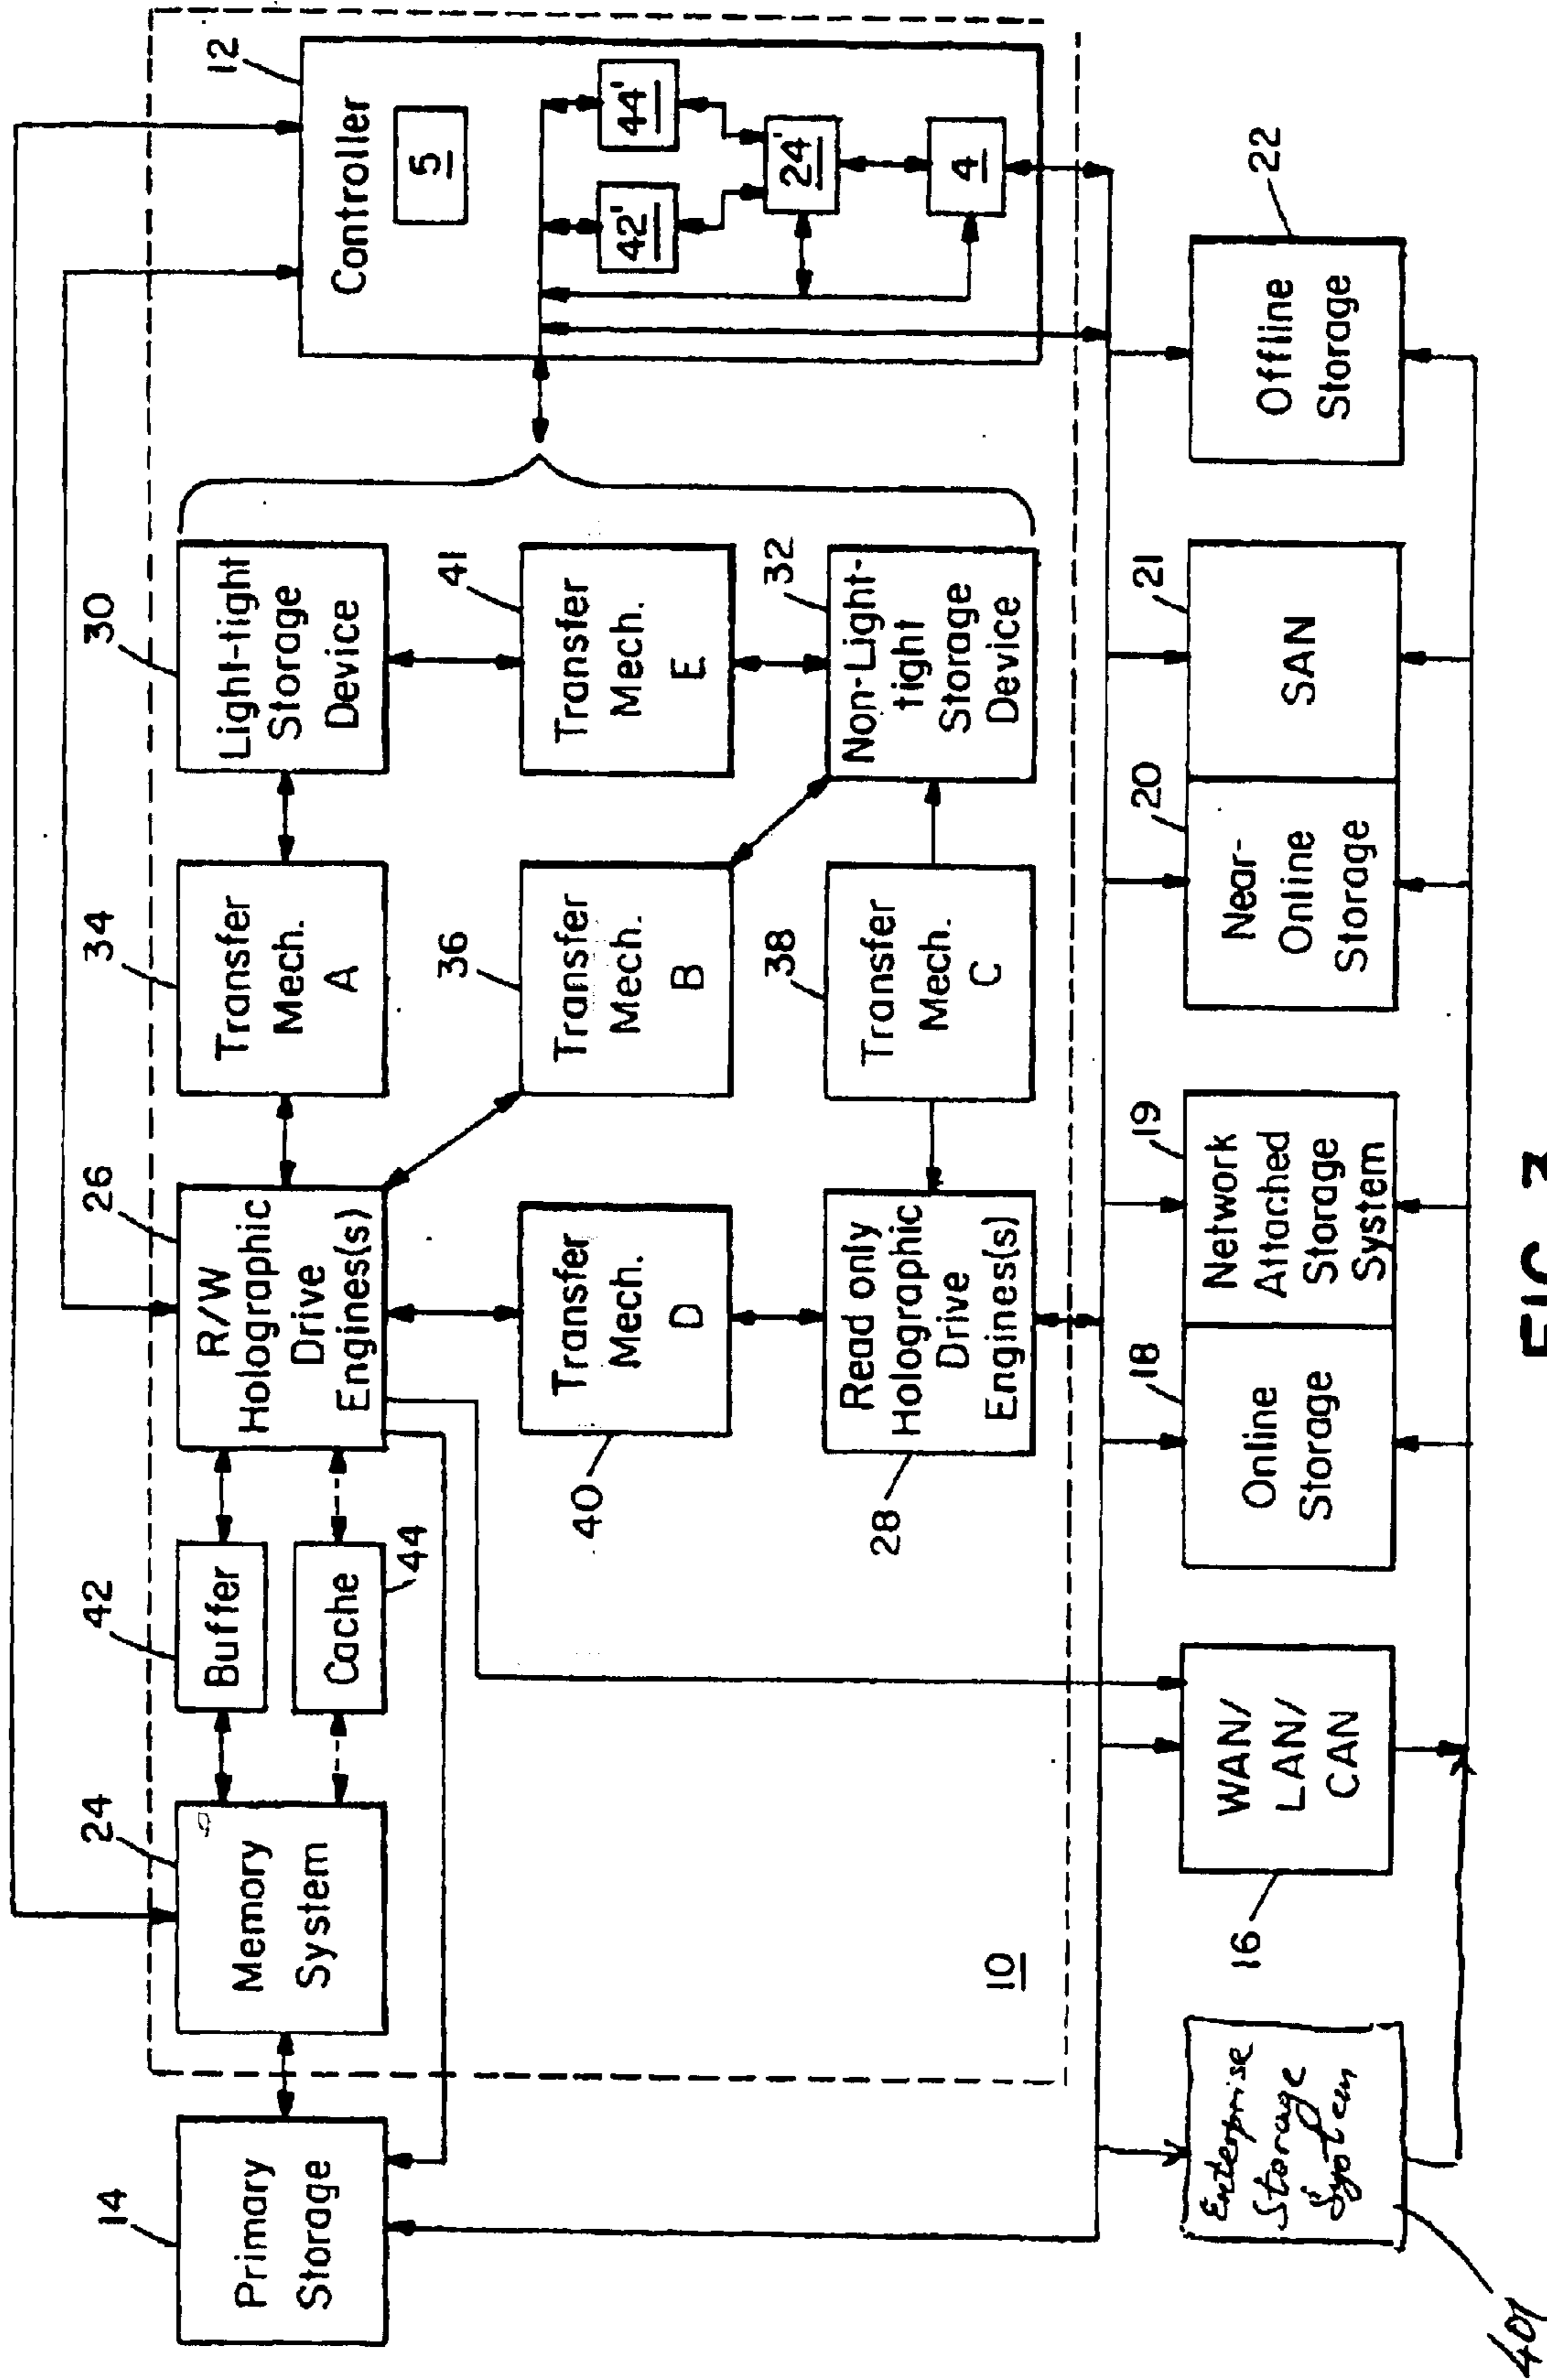 14
Primary
Storage
24
Memory
System
42
Buffer
Cache
44
26
R/W
Holographic
Drive
Engines(s)
34
Transfer
Mech.
A
30
Light-tight
Storage
Device
12
Controller
5
42'
44'
24'
4
40
Transfer
Mech.
D
36
Transfer
Mech.
B
41
Transfer
Mech.
E
28
Read only
Holographic
Drive
Engines(s)
38
Transfer
Mech.
C
32
Non-Light-
tight
Storage
Device
10
401
Enterprise
Storage
System
16
WAN/
LAN/
CAN
18
Online
Storage
19
Network
Attached
Storage
System
20
Near-
Online
Storage
21
SAN
22
Offline
Storage
FIG. 3